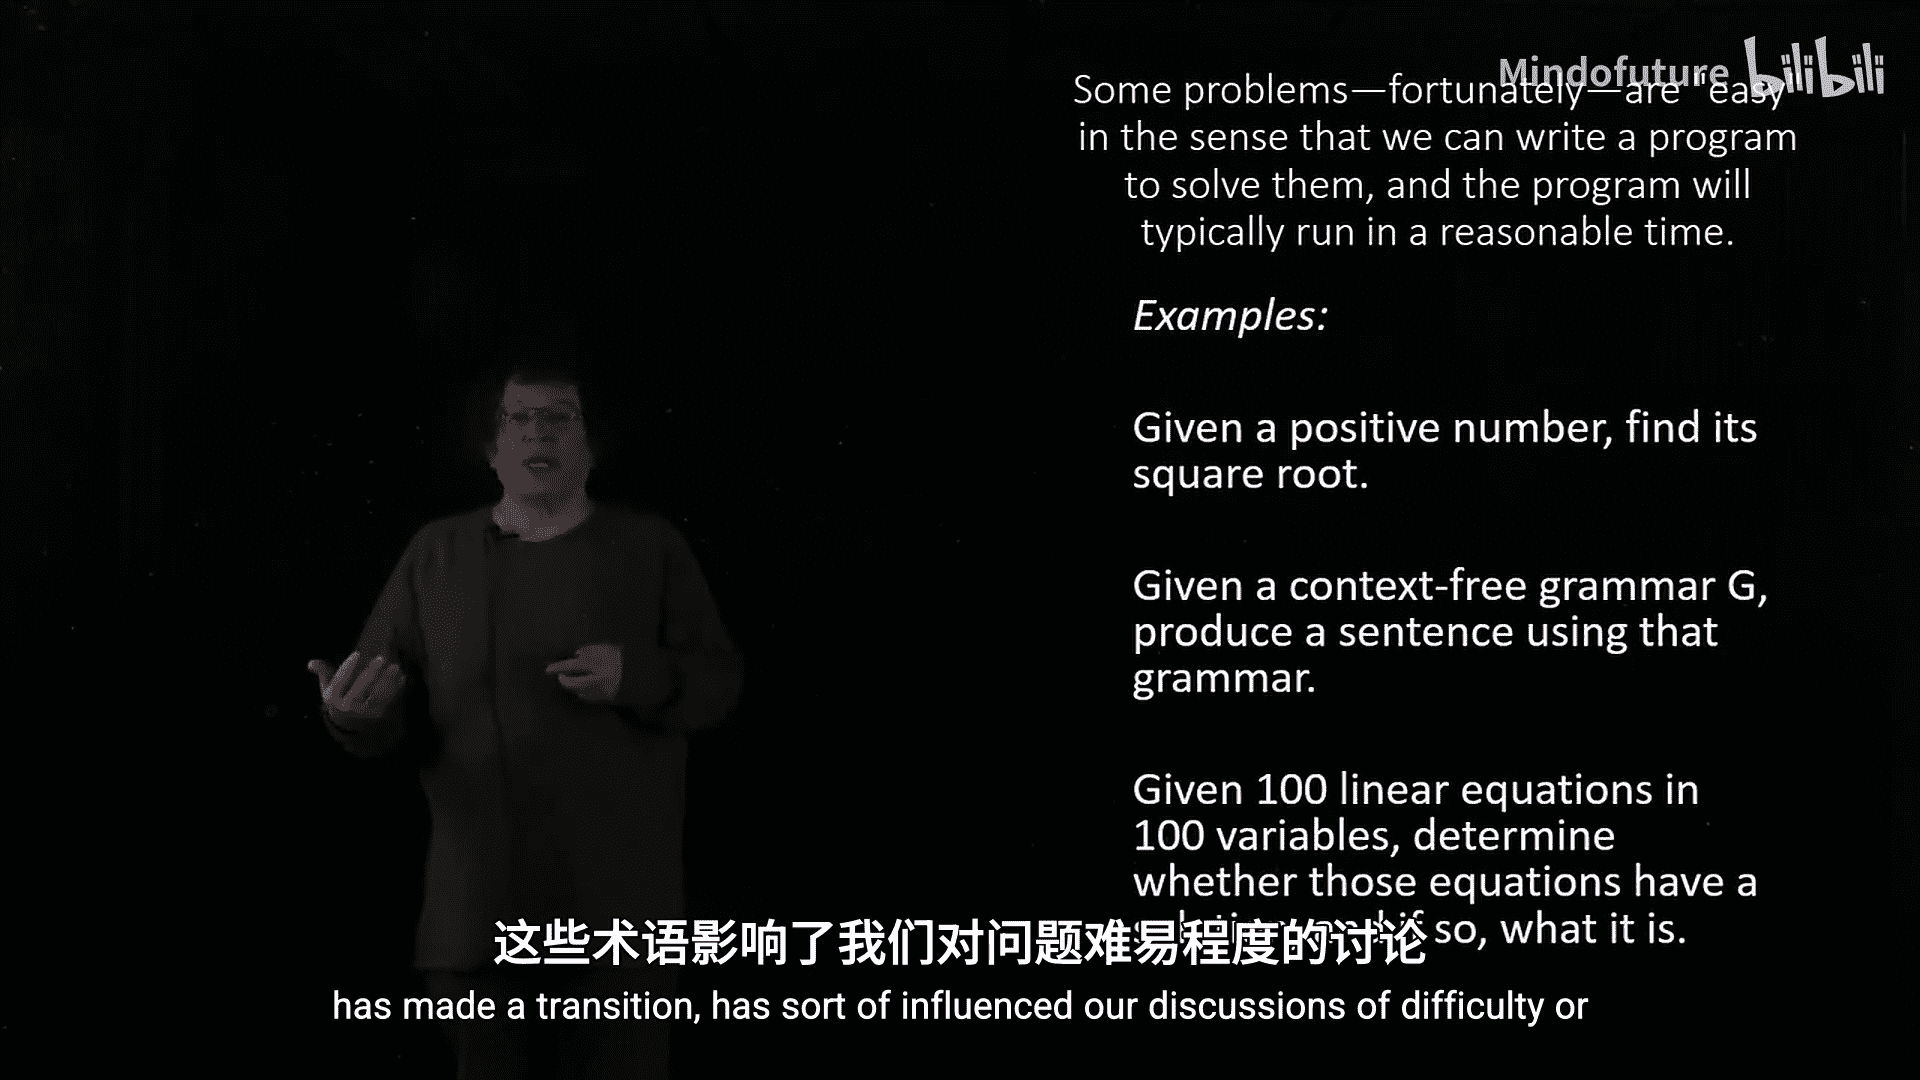 Mindofuture bilibili
Some problems—fortunately—are "easy"
in the sense that we can write a program
to solve them, and the program will
typically run in a reasonable time.
Examples:
Given a positive number, find its
square root.
Given a context-free grammar G,
produce a sentence using that
grammar.
Given 100 linear equations in
100 variables, determine
whether those equations have a
so, what it is.
这些术语影响了我们对问题难易程度的讨论
has made a transition, has sort of influenced our discussions of difficulty or